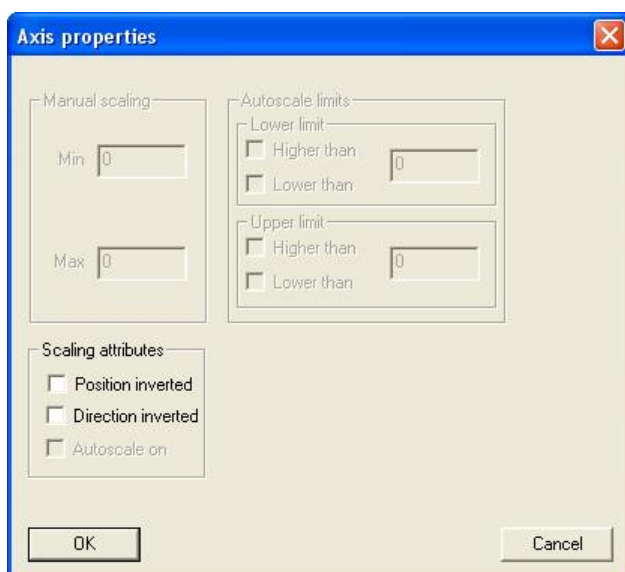 Axis properties
Manual scaling
Min 0
Max 0
Autoscale limits
Lower limit
Higher than
0
Lower than
Upper limit
Higher than
0
Lower than
Scaling attributes
Position inverted
Direction inverted
Autoscale on
OK
Cancel